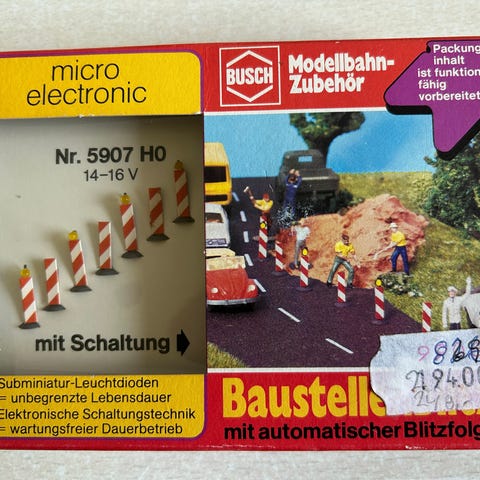 micro
electronic
BUSCH
Modellbahn-
Zubehör
Packung
inhalt
ist funktion
fähig
vorbereitet
Nr. 5907 H0
14–16 V
mit Schaltung
Subminiatur-Leuchtdioden
= unbegrenzte Lebensdauer
Elektronische Schaltungstechnik
= wartungsfreier Dauerbetrieb
mit automatischer Blitzfolg